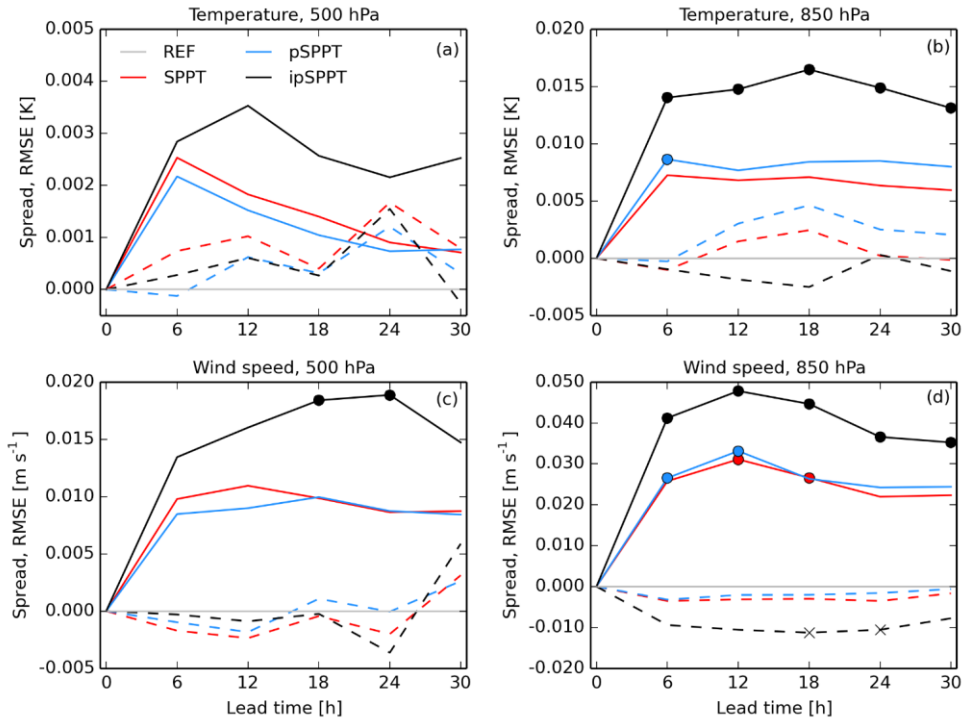 Temperature, 500 hPa
Spread, RMSE [K]
0.005
0.004
0.003
0.002
0.001
0.000
(a)
REF
SPPT
pSPPT
ipSPPT
0 6 12 18 24 30
Temperature, 850 hPa
Spread, RMSE [K]
0.020
0.015
0.010
0.005
0.000
-0.005
(b)
0 6 12 18 24 30
Wind speed, 500 hPa
Spread, RMSE [m s⁻¹]
0.020
0.015
0.010
0.005
0.000
-0.005
(c)
0 6 12 18 24 30
Lead time [h]
Wind speed, 850 hPa
Spread, RMSE [m s⁻¹]
0.050
0.040
0.030
0.020
0.010
0.000
-0.010
-0.020
(d)
0 6 12 18 24 30
Lead time [h]